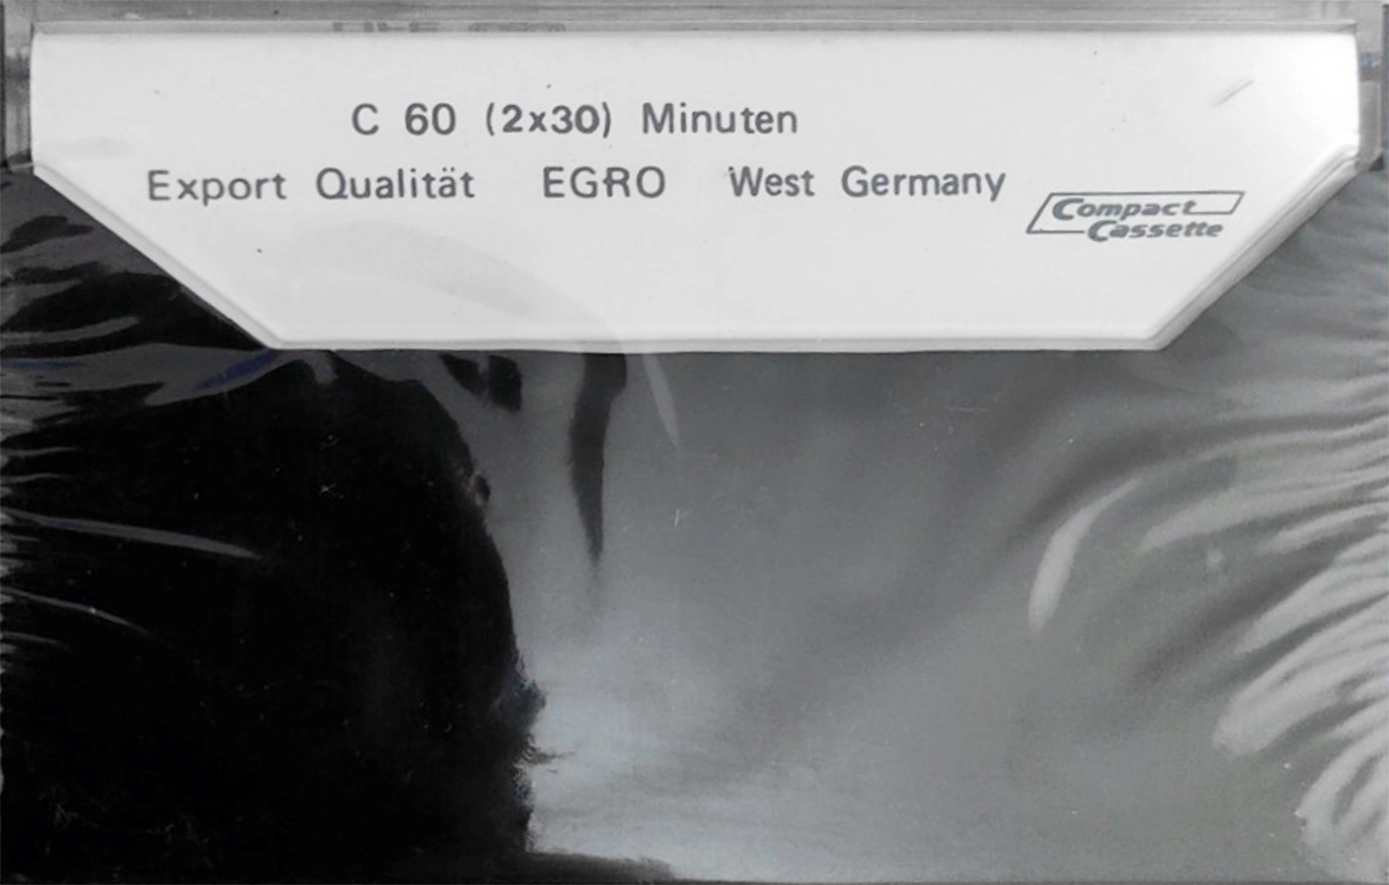 C 60 (2x30) Minuten
Export Qualität EGRO West Germany
Compact
Cassette